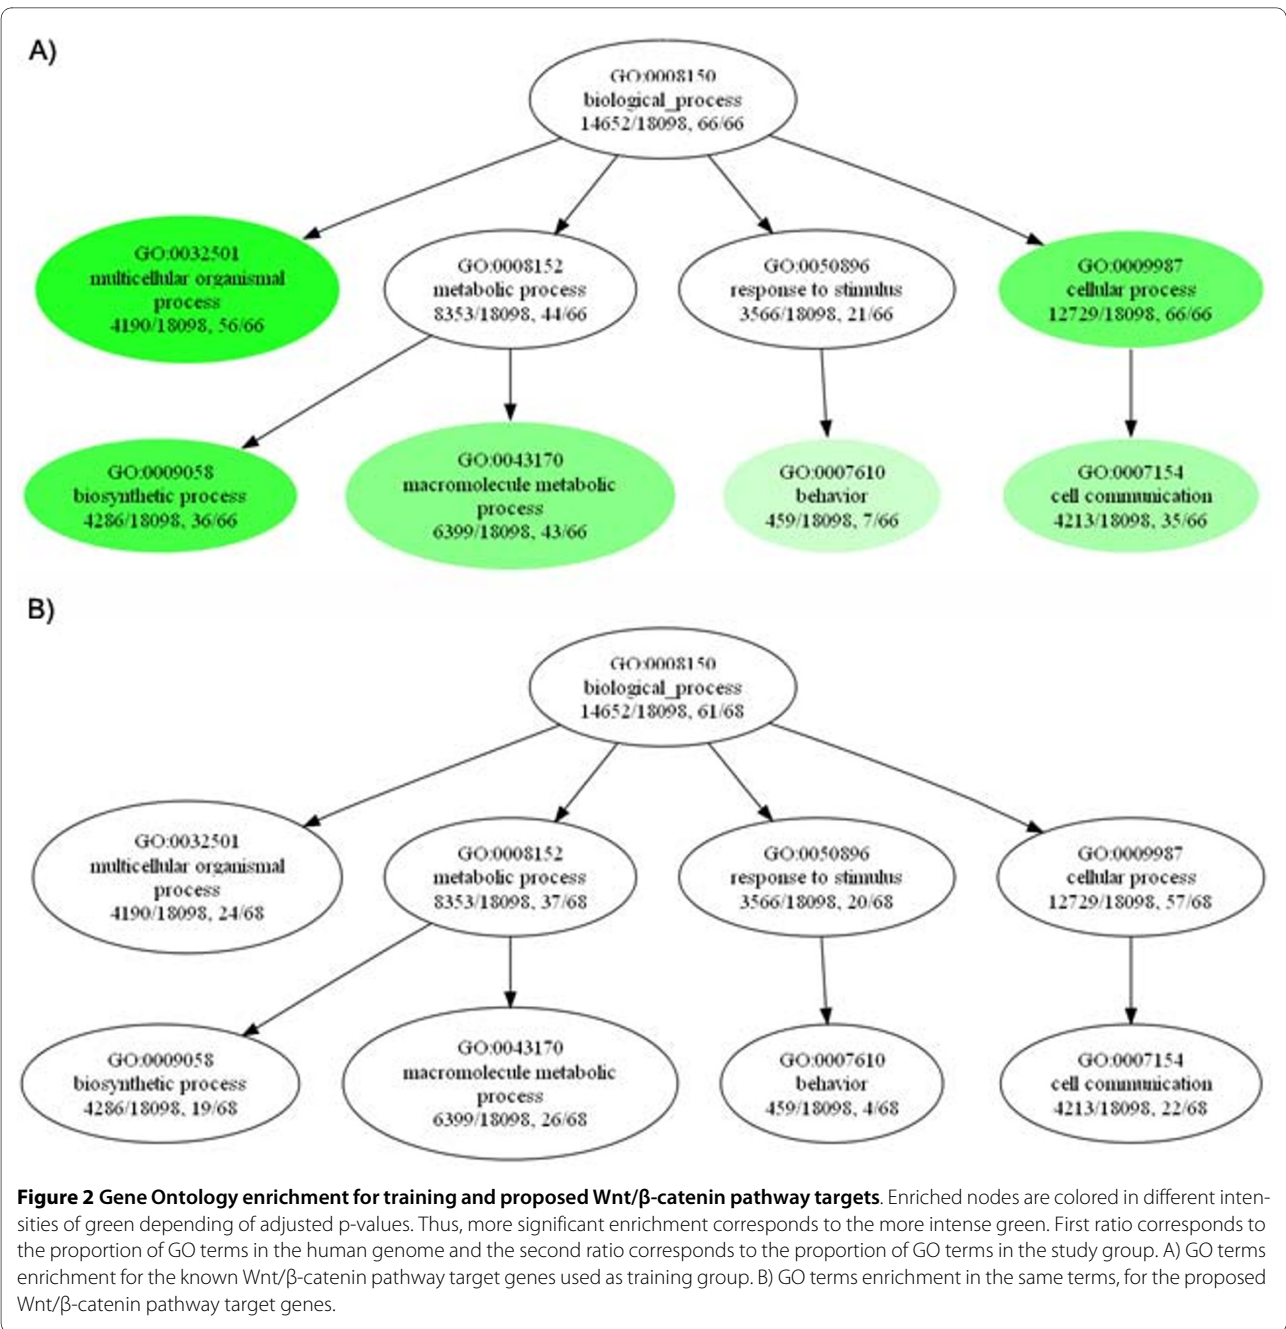 A)
GO:0008150
biological_process
14652/18098, 66/66
GO:0032501
multicellular organismal
process
4190/18098, 56/66
GO:0008152
metabolic process
8353/18098, 44/66
GO:0050896
response to stimulus
3566/18098, 21/66
GO:0009987
cellular process
12729/18098, 66/66
GO:0009058
biosynthetic process
4286/18098, 36/66
GO:0043170
macromolecule metabolic
process
6399/18098, 43/66
GO:0007610
behavior
459/18098, 7/66
GO:0007154
cell communication
4213/18098, 35/66
B)
GO:0008150
biological_process
14652/18098, 61/68
GO:0032501
multicellular organismal
process
4190/18098, 24/68
GO:0008152
metabolic process
8353/18098, 37/68
GO:0050896
response to stimulus
3566/18098, 20/68
GO:0009987
cellular process
12729/18098, 57/68
GO:0009058
biosynthetic process
4286/18098, 19/68
GO:0043170
macromolecule metabolic
process
6399/18098, 26/68
GO:0007610
behavior
459/18098, 4/68
GO:0007154
cell communication
4213/18098, 22/68
Figure 2 Gene Ontology enrichment for training and proposed Wnt/β-catenin pathway targets. Enriched nodes are colored in different inten-
sities of green depending of adjusted p-values. Thus, more significant enrichment corresponds to the more intense green. First ratio corresponds to
the proportion of GO terms in the human genome and the second ratio corresponds to the proportion of GO terms in the study group. A) GO terms
enrichment for the known Wnt/β-catenin pathway target genes used as training group. B) GO terms enrichment in the same terms, for the proposed
Wnt/β-catenin pathway target genes.